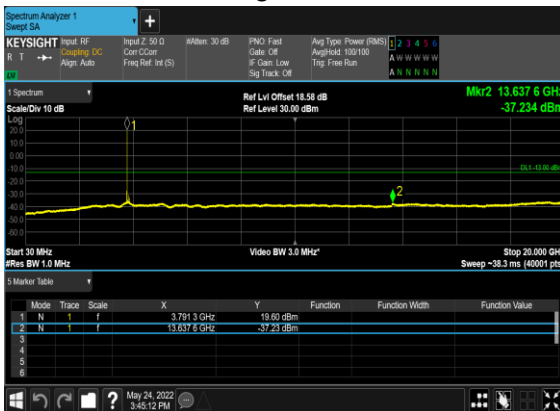 Spectrum Analyzer 1
Swept SA
KEYSIGHT
R T
LV
Input: RF
Coupling: DC
Align: Auto
Input Z: 50 Ω
Corr CCorr
Freq Ref: Int (S)
#Atten: 30 dB
PNO: Fast
Gate: Off
IF Gain: Low
Sig Track: Off
Avg Type: Power (RMS)
Avg|Hold: 100/100
Trig: Free Run
1 2 3 4 5 6
A W W W W W
A N N N N N
1 Spectrum
Scale/Div 10 dB
Ref Lvl Offset 18.58 dB
Ref Level 30.00 dBm
Mkr2 13.637 6 GHz
-37.234 dBm
Log
20.0
10.0
0.00
-10.0
-20.0
-30.0
-40.0
-50.0
-60.0
1
2
DL1 -13.00 dBm
Start 30 MHz
#Res BW 1.0 MHz
Video BW 3.0 MHz*
Stop 20.000 GH
Sweep ~38.3 ms (40001 pts
5 Marker Table
Mode Trace Scale X Y Function Function Width Function Value
1 N 1 f 3.791 3 GHz 19.60 dBm
2 N 1 f 13.637 6 GHz -37.23 dBm
3
4
5
6
?
May 24, 2022
3:45:12 PM